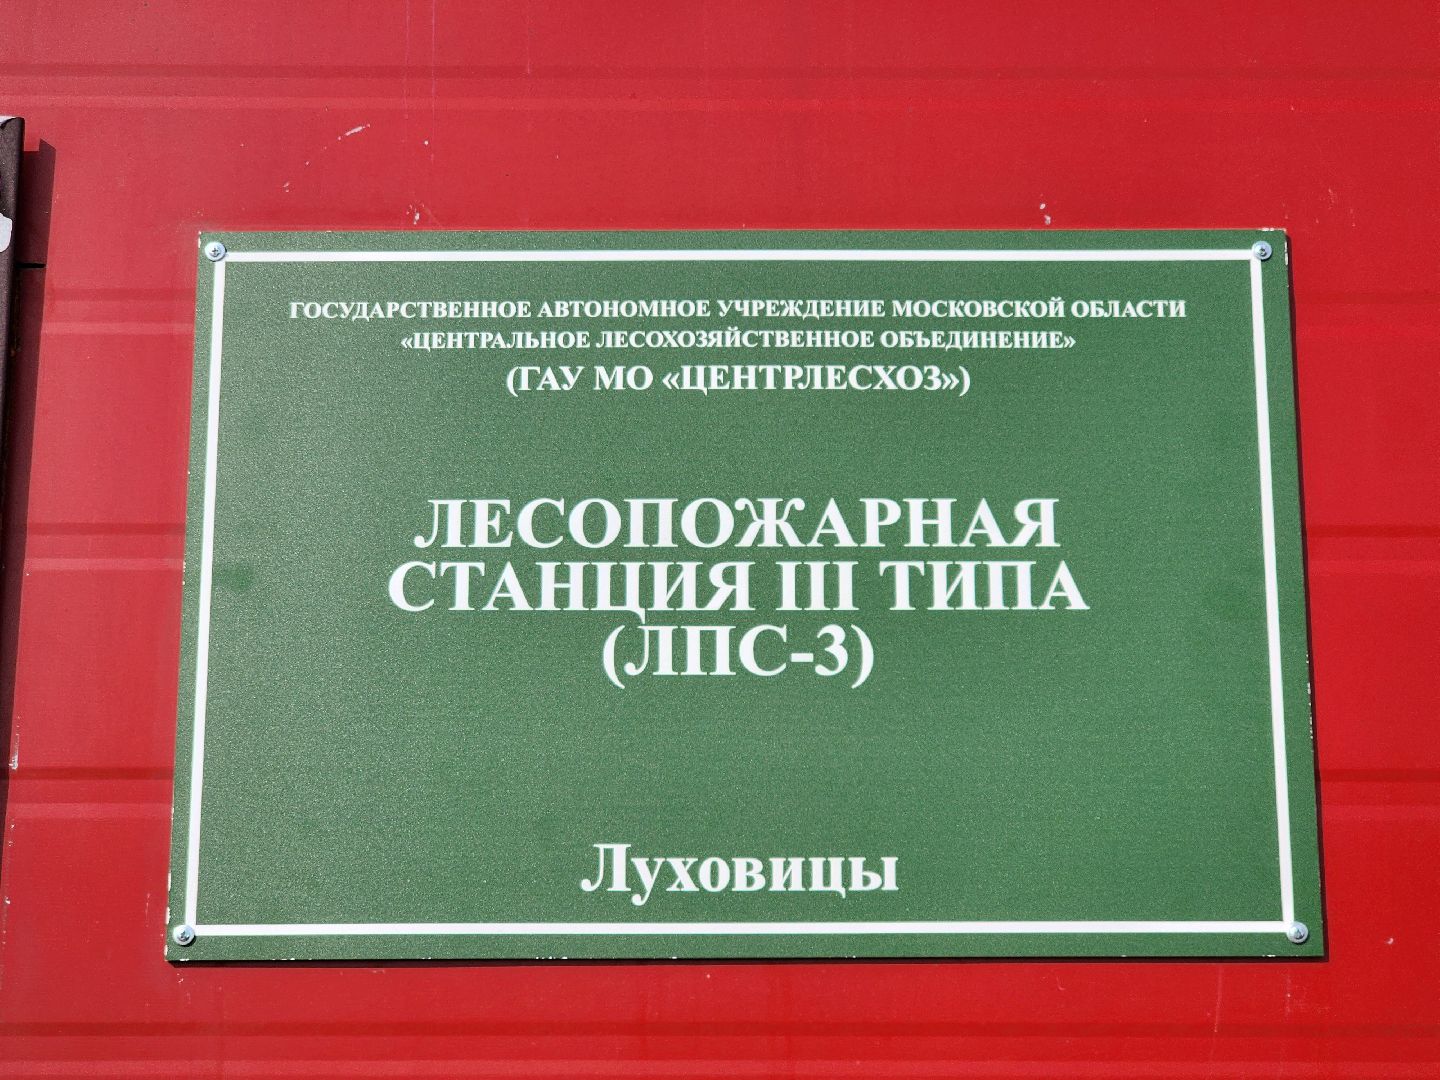 ГОСУДАРСТВЕННОЕ АВТОНОМНОЕ УЧРЕЖДЕНИЕ МОСКОВСКОЙ ОБЛАСТИ
«ЦЕНТРАЛЬНОЕ ЛЕСОХОЗЯЙСТВЕННОЕ ОБЪЕДИНЕНИЕ»
(ГАУ МО «ЦЕНТРЛЕСХОЗ»)
ЛЕСОПОЖАРНАЯ
СТАНЦИЯ III ТИПА
(ЛПС-3)
Луховицы